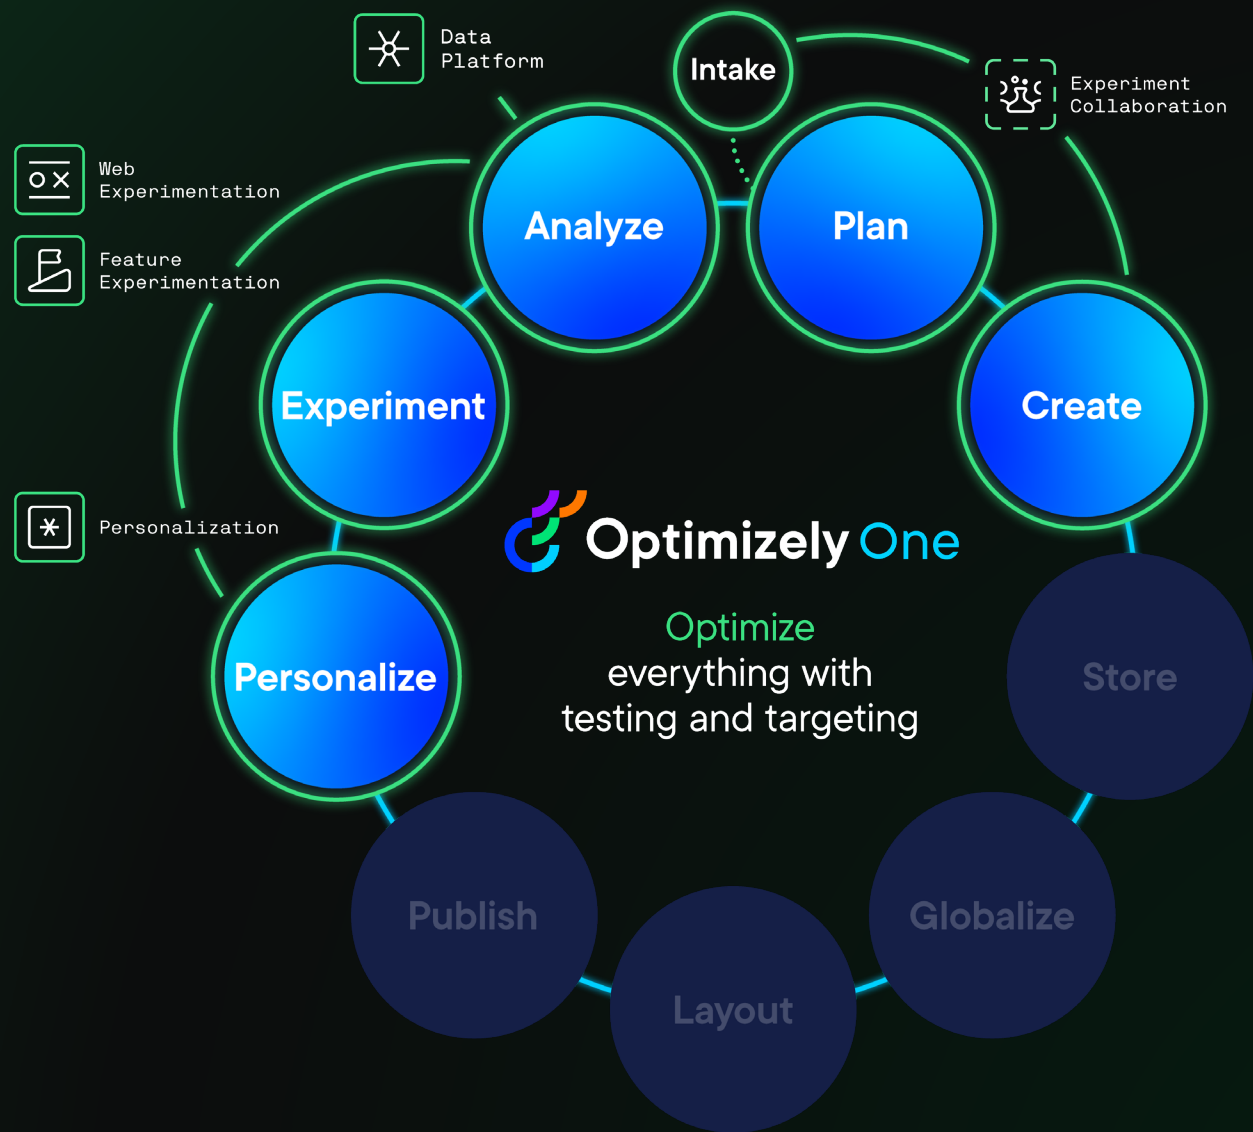 Data
Platform
Intake
Experiment
Collaboration
Web
Experimentation
Feature
Experimentation
Analyze
Plan
Experiment
Create
Personalization
Optimizely One
Optimize
everything with
testing and targeting
Personalize
Store
Publish
Globalize
Layout